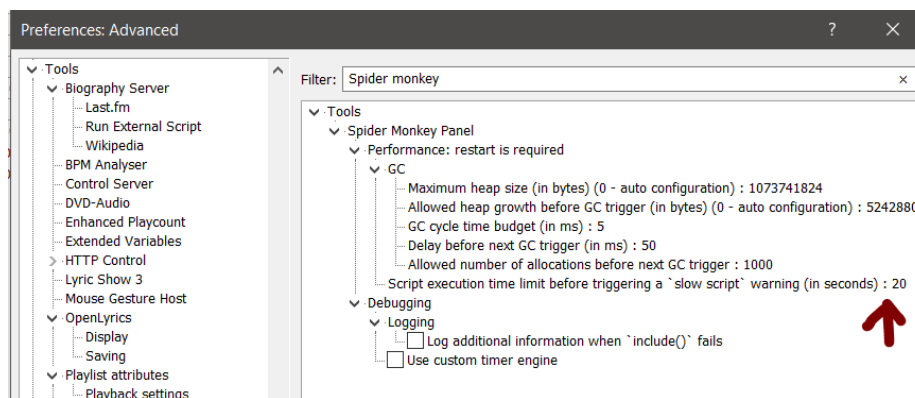 Preferences: Advanced
?
Tools
Biography Server
Last.fm
Run External Script
Wikipedia
BPM Analyser
Control Server
DVD-Audio
Enhanced Playcount
Extended Variables
HTTP Control
Lyric Show 3
Mouse Gesture Host
OpenLyrics
Display
Saving
Playlist attributes
Playback settings
Filter: Spider monkey
Tools
Spider Monkey Panel
Performance: restart is required
GC
Maximum heap size (in bytes) (0 - auto configuration) : 1073741824
Allowed heap growth before GC trigger (in bytes) (0 - auto configuration) : 5242880
GC cycle time budget (in ms) : 5
Delay before next GC trigger (in ms) : 50
Allowed number of allocations before next GC trigger : 1000
Script execution time limit before triggering a `slow script` warning (in seconds) : 20
Debugging
Logging
Log additional information when `include()` fails
Use custom timer engine